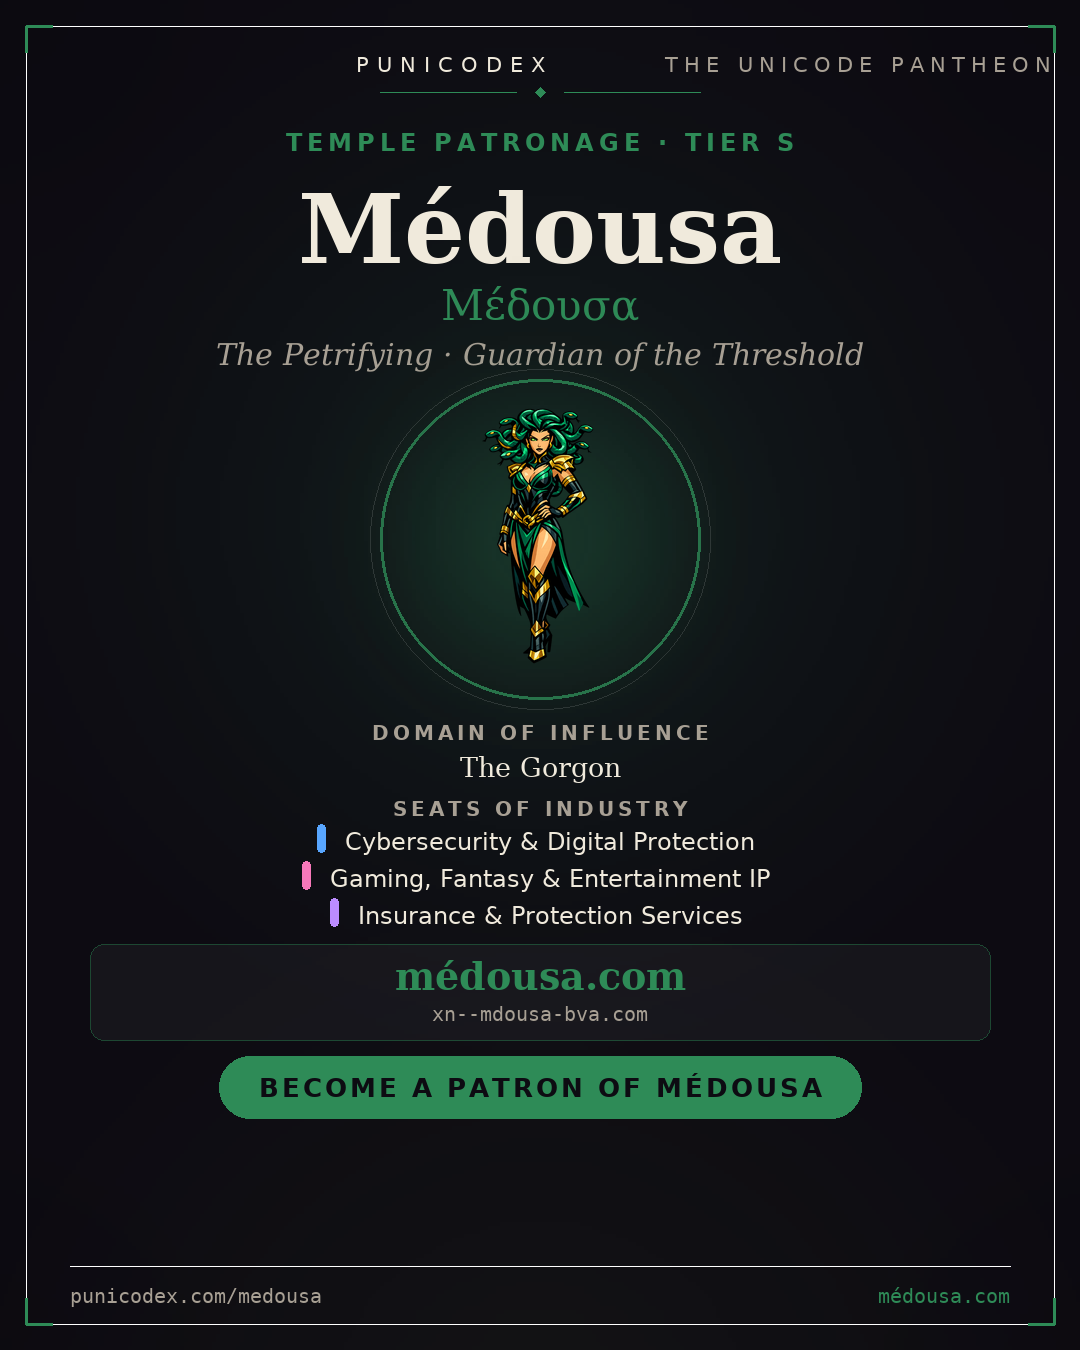 PUNICODEX THE UNICODE PANTHEON
TEMPLE PATRONAGE · TIER S
Médousa
Μέδουσα
The Petrifying · Guardian of the Threshold
DOMAIN OF INFLUENCE
The Gorgon
SEATS OF INDUSTRY
Cybersecurity & Digital Protection
Gaming, Fantasy & Entertainment IP
Insurance & Protection Services
médousa.com
xn--mdousa-bva.com
BECOME A PATRON OF MÉDOUSA
punicodex.com/medousa médousa.com